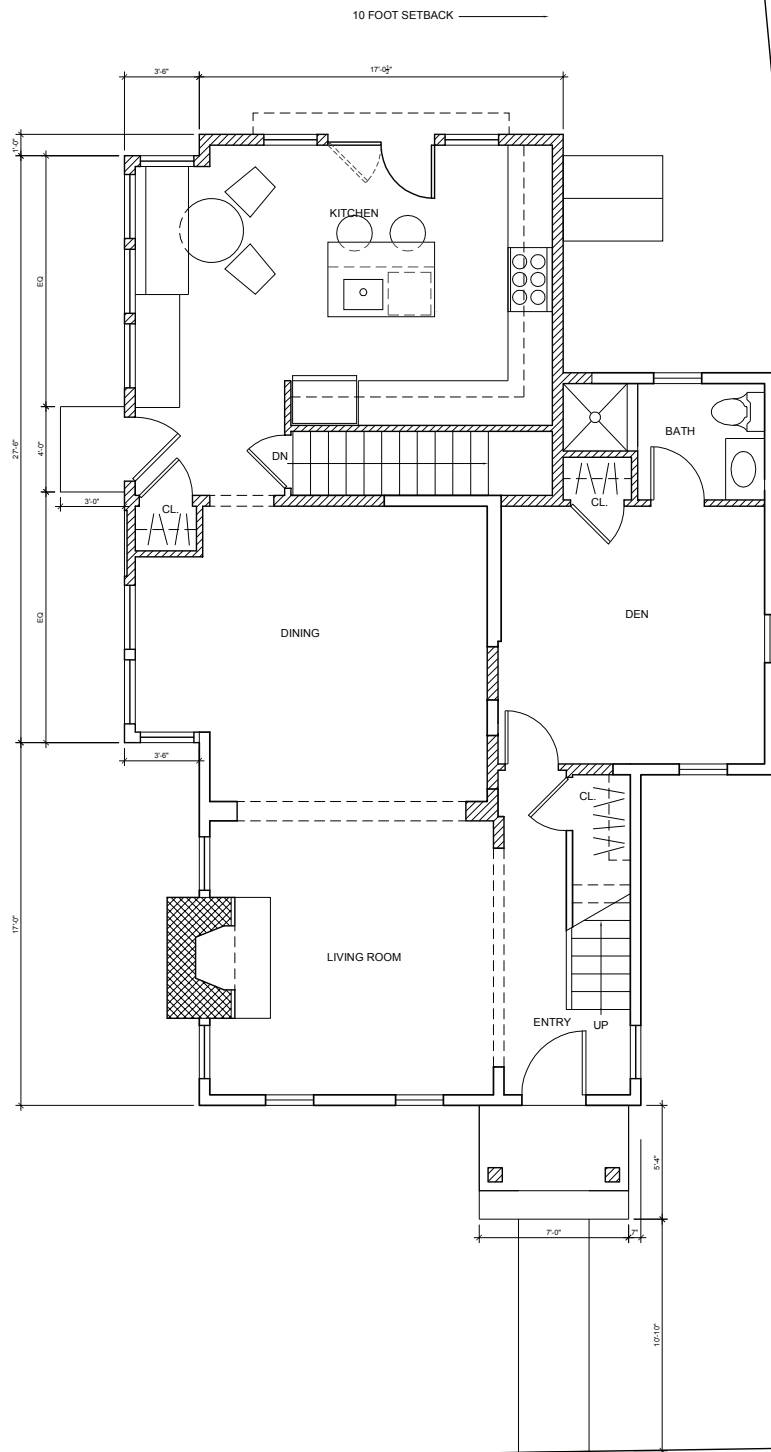 10 FOOT SETBACK
3'-6"
17'-0½"
1'-0"
KITCHEN
EQ
27'-6"
4'-0"
BATH
DN
3'-0"
CL.
CL.
EQ
DINING
DEN
3'-6"
CL.
17'-0"
LIVING ROOM
ENTRY
UP
5'-4"
7'-0"
7"
10'-10"